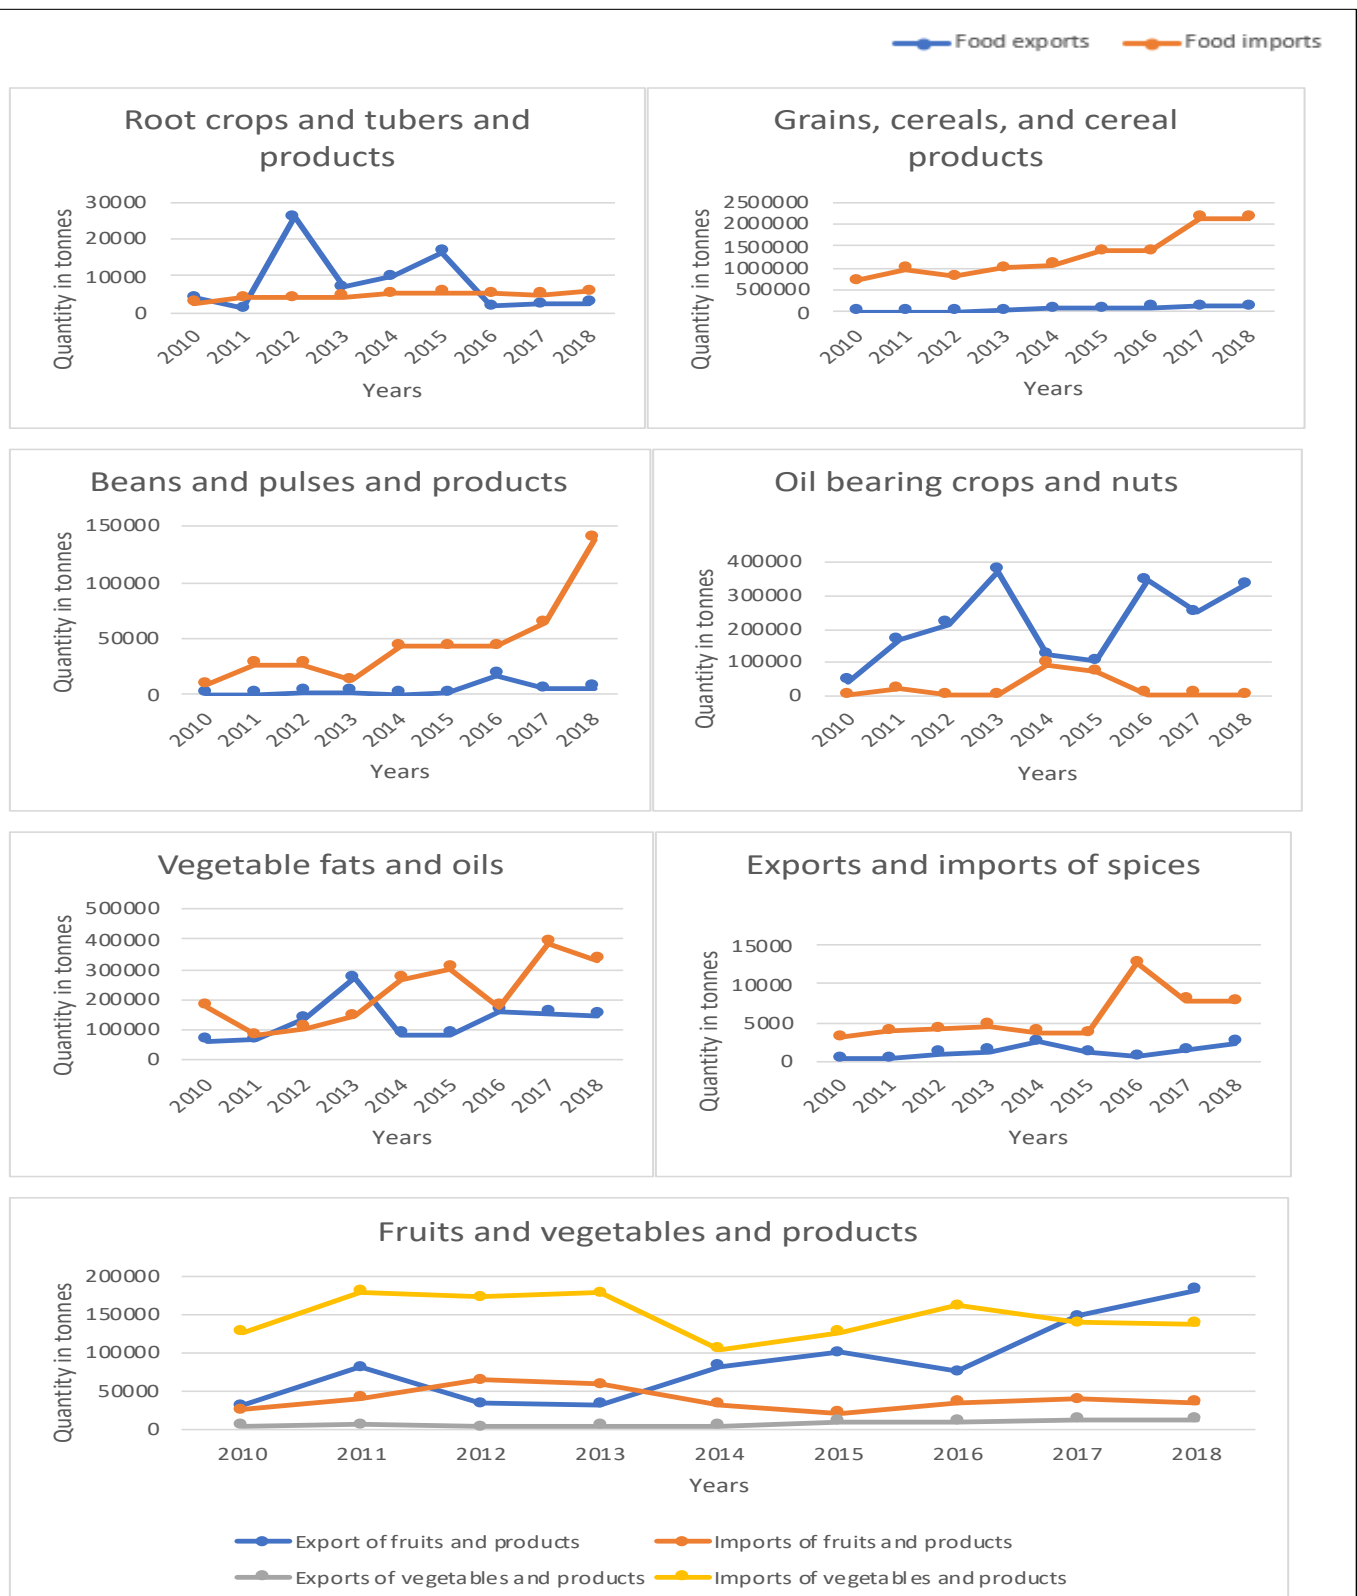 Food exports Food imports
Root crops and tubers and
products
Quantity in tonnes
30000
20000
10000
0
2010 2011 2012 2013 2014 2015 2016 2017 2018
Years
Grains, cereals, and cereal
products
Quantity in tonnes
2500000
2000000
1500000
1000000
500000
0
2010 2011 2012 2013 2014 2015 2016 2017 2018
Years
Beans and pulses and products
Quantity in tonnes
150000
100000
50000
0
2010 2011 2012 2013 2014 2015 2016 2017 2018
Years
Oil bearing crops and nuts
Quantity in tonnes
400000
300000
200000
100000
0
2010 2011 2012 2013 2014 2015 2016 2017 2018
Years
Vegetable fats and oils
Quantity in tonnes
500000
400000
300000
200000
100000
0
2010 2011 2012 2013 2014 2015 2016 2017 2018
Years
Exports and imports of spices
Quantity in tonnes
15000
10000
5000
0
2010 2011 2012 2013 2014 2015 2016 2017 2018
Years
Fruits and vegetables and products
Quantity in tonnes
200000
150000
100000
50000
0
2010 2011 2012 2013 2014 2015 2016 2017 2018
Years
Export of fruits and products Imports of fruits and products
Exports of vegetables and products Imports of vegetables and products